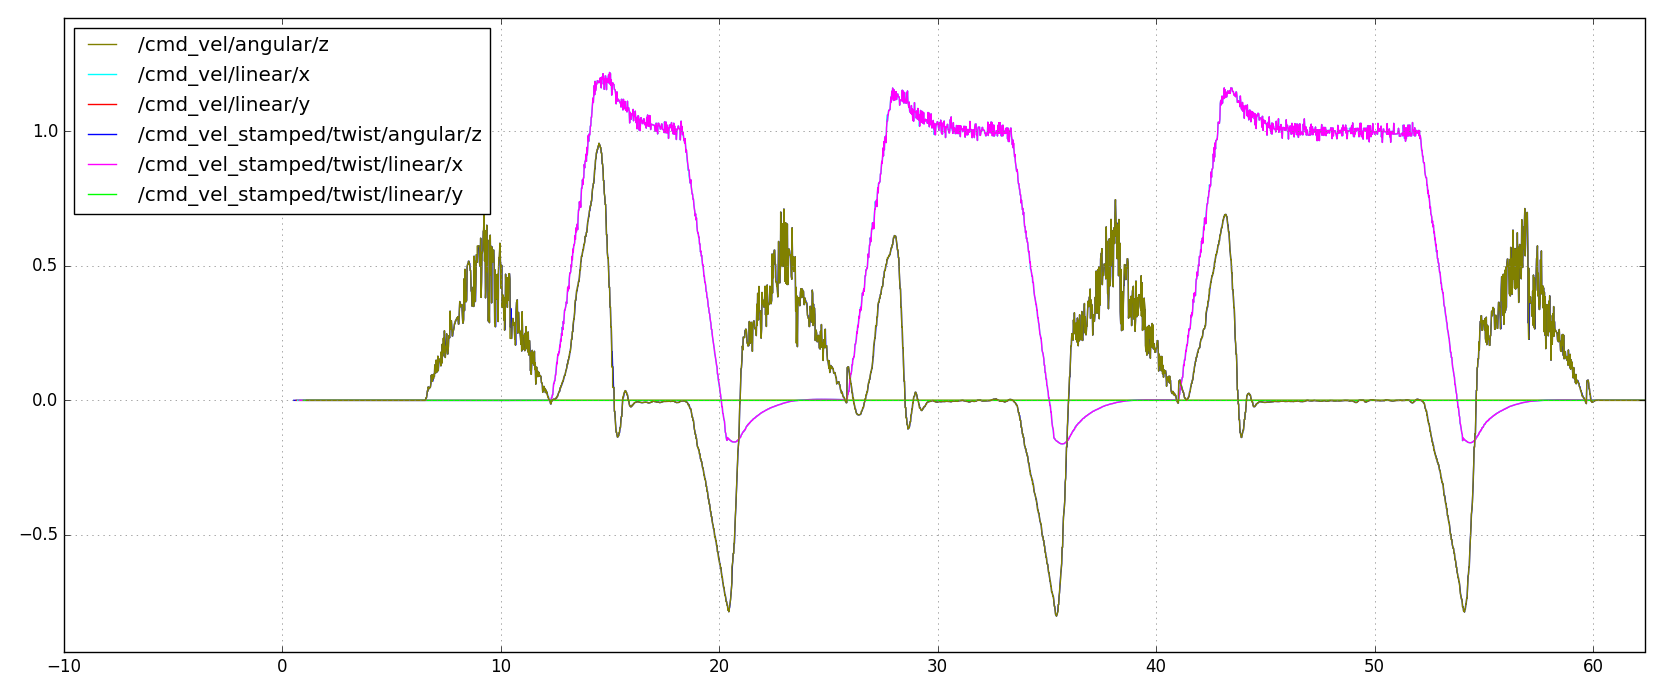 /cmd_vel/angular/z
/cmd_vel/linear/x
/cmd_vel/linear/y
/cmd_vel_stamped/twist/angular/z
/cmd_vel_stamped/twist/linear/x
/cmd_vel_stamped/twist/linear/y
1.0
0.5
0.0
−0.5
−10 0 10 20 30 40 50 60